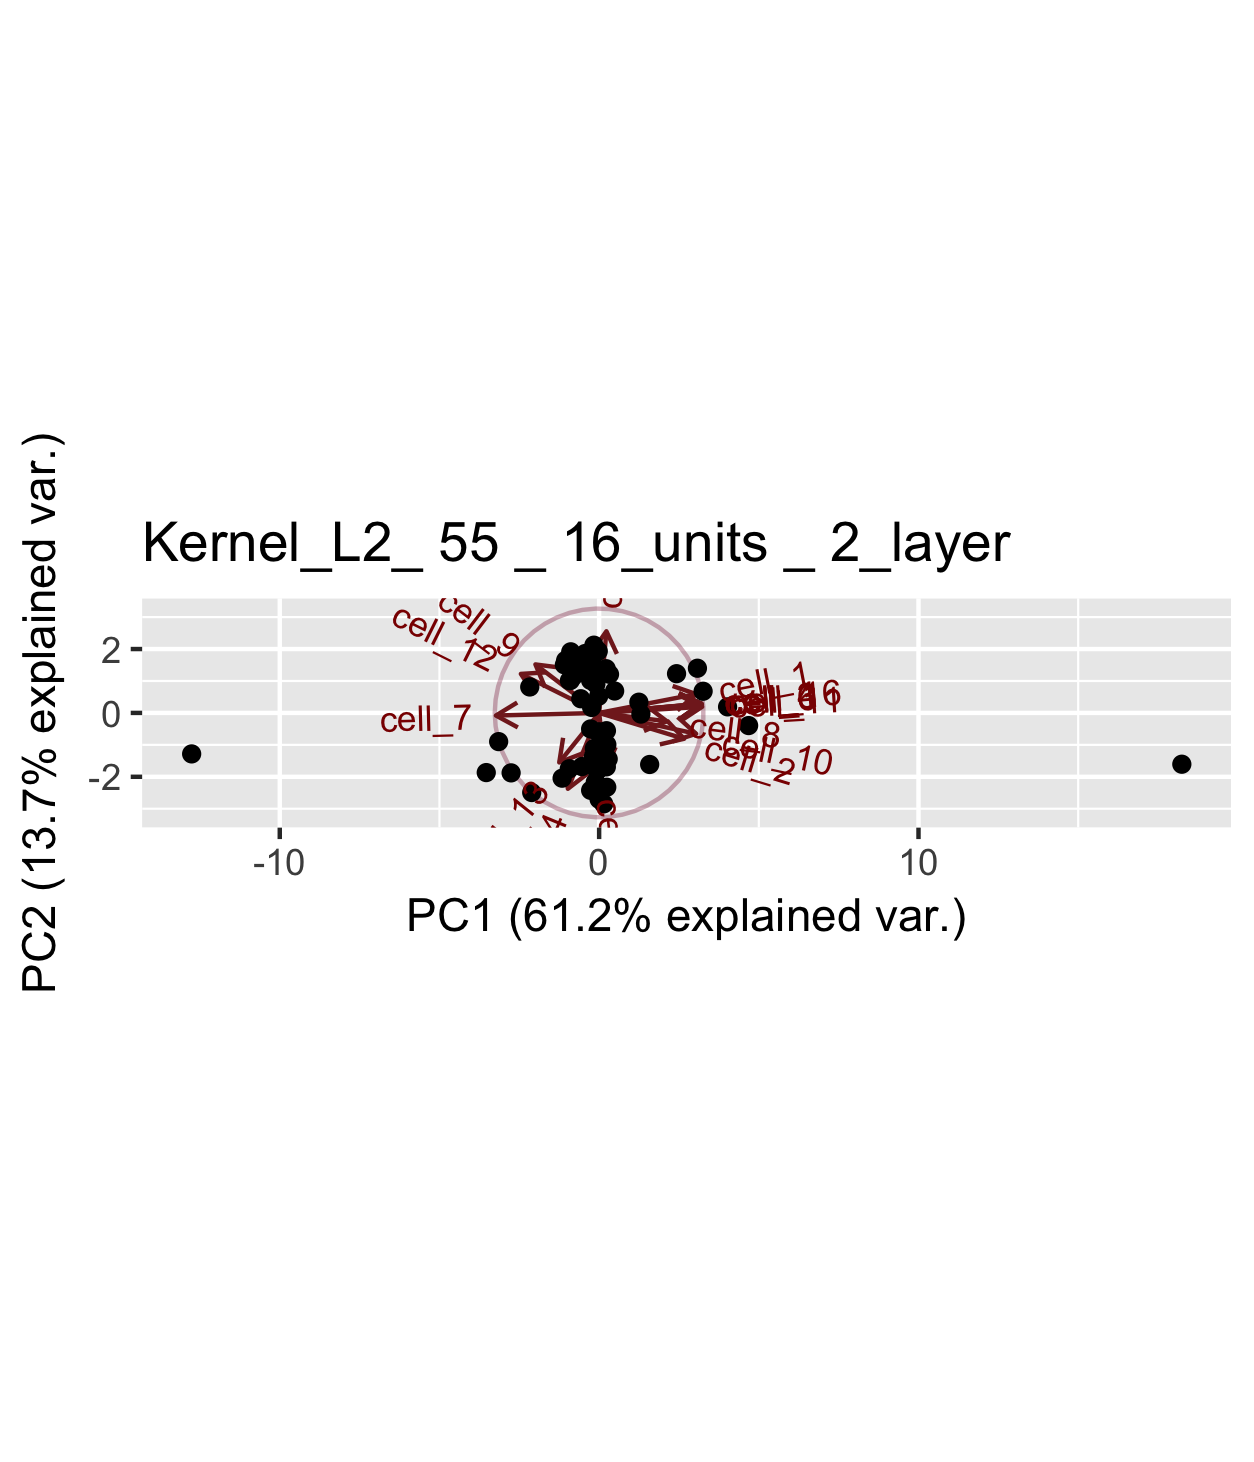 Kernel_L2_ 55 _ 16_units _ 2_layer
PC2 (13.7% explained var.)
2
0
-2
cell_9
cell_12
cell_7
cell_1
cell_8
cell_10
cell_2
-10
0
10
PC1 (61.2% explained var.)